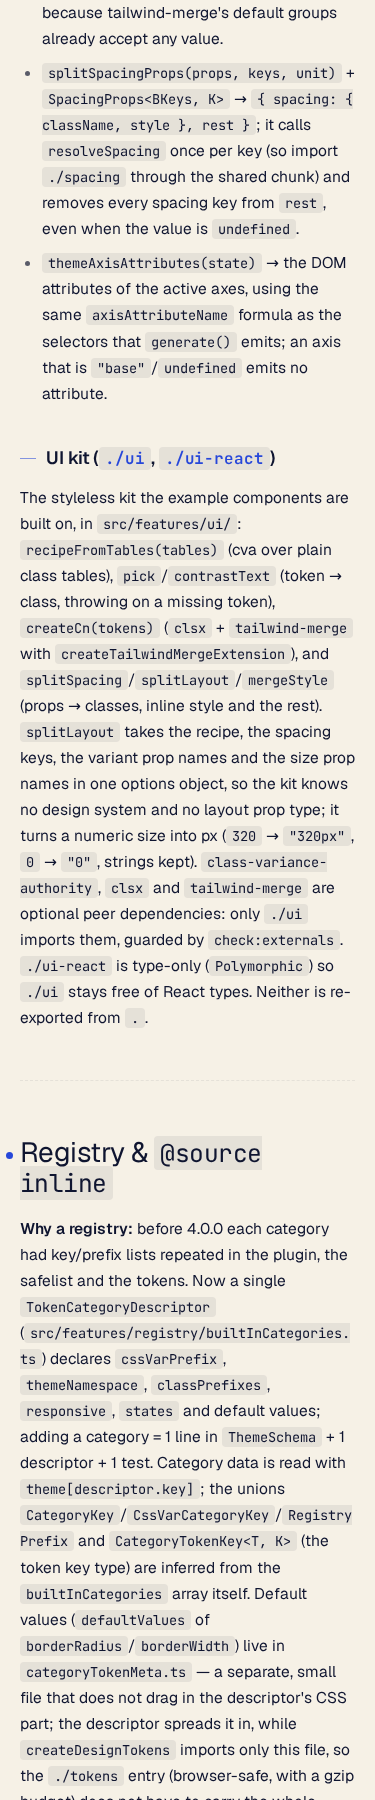 because tailwind-merge's default groups
already accept any value.
splitSpacingProps(props, keys, unit) +
SpacingProps<BKeys, K> → { spacing: {
className, style }, rest } ; it calls
resolveSpacing once per key (so import
./spacing through the shared chunk) and
removes every spacing key from rest ,
even when the value is undefined .
themeAxisAttributes(state) → the DOM
attributes of the active axes, using the
same axisAttributeName formula as the
selectors that generate() emits; an axis
that is "base" / undefined emits no
attribute.
— UI kit ( ./ui , ./ui-react )
The styleless kit the example components are
built on, in src/features/ui/ :
recipeFromTables(tables) (cva over plain
class tables), pick / contrastText (token →
class, throwing on a missing token),
createCn(tokens) ( clsx + tailwind-merge
with createTailwindMergeExtension ), and
splitSpacing / splitLayout / mergeStyle
(props → classes, inline style and the rest).
splitLayout takes the recipe, the spacing
keys, the variant prop names and the size prop
names in one options object, so the kit knows
no design system and no layout prop type; it
turns a numeric size into px ( 320 → "320px" ,
0 → "0" , strings kept). class-variance-
authority , clsx and tailwind-merge are
optional peer dependencies: only ./ui
imports them, guarded by check:externals .
./ui-react is type-only ( Polymorphic ) so
./ui stays free of React types. Neither is re-
exported from . .
Registry & @source
inline
Why a registry: before 4.0.0 each category
had key/prefix lists repeated in the plugin, the
safelist and the tokens. Now a single
TokenCategoryDescriptor
( src/features/registry/builtInCategories.
ts ) declares cssVarPrefix ,
themeNamespace , classPrefixes ,
responsive , states and default values;
adding a category = 1 line in ThemeSchema + 1
descriptor + 1 test. Category data is read with
theme[descriptor.key] ; the unions
CategoryKey / CssVarCategoryKey / Registry
Prefix and CategoryTokenKey<T, K> (the
token key type) are inferred from the
builtInCategories array itself. Default
values ( defaultValues of
borderRadius / borderWidth ) live in
categoryTokenMeta.ts — a separate, small
file that does not drag in the descriptor's CSS
part; the descriptor spreads it in, while
createDesignTokens imports only this file, so
the ./tokens entry (browser-safe, with a gzip
budget) does not have to carry the whole